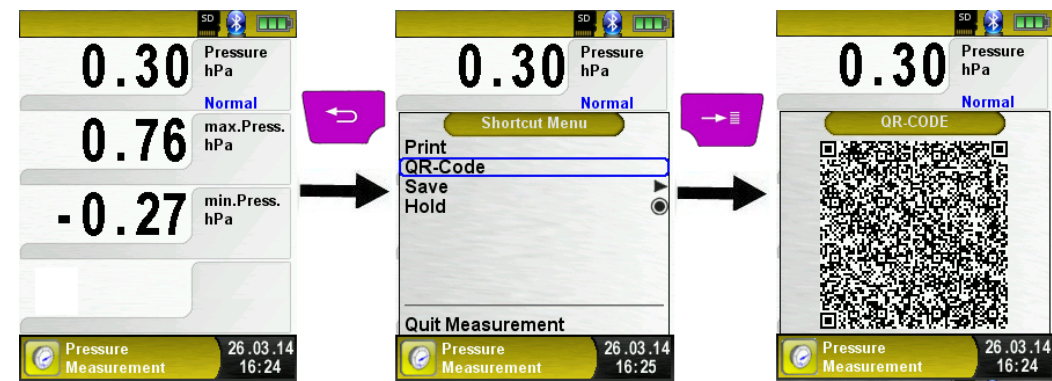 SD
0.30
Pressure
hPa
Normal
0.76
max.Press.
hPa
-0.27
min.Press.
hPa
Pressure
Measurement
26.03.14
16:24
SD
0.30
Pressure
hPa
Normal
Shortcut Menu
Print
QR-Code
Save
Hold
Quit Measurement
Pressure
Measurement
26.03.14
16:25
SD
0.30
Pressure
hPa
Normal
QR-CODE
Pressure
Measurement
26.03.14
16:24